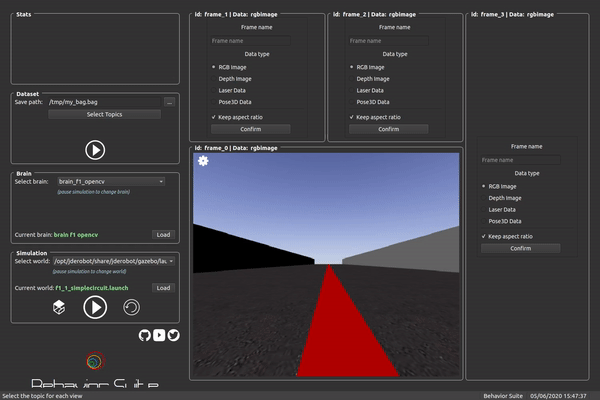 Stats
Dataset
Save path: /tmp/my_bag.bag ...
Select Topics
Brain
Select brain: brain_f1_opencv
(pause simulation to change brain)
Current brain: brain f1 opencv Load
Simulation
Select world: /opt/jderobot/share/jderobot/gazebo/lau
(pause simulation to change world)
Current world: f1_1_simplecircuit.launch Load
Behavior Suite
id: frame_1 | Data: rgbimage
Frame name
Frame name
Data type
RGB Image
Depth Image
Laser Data
Pose3D Data
Keep aspect ratio
Confirm
id: frame_2 | Data: rgbimage
Frame name
Frame name
Data type
RGB Image
Depth Image
Laser Data
Pose3D Data
Keep aspect ratio
Confirm
id: frame_0 | Data: rgbimage
id: frame_3 | Data: rgbimage
Frame name
Frame name
Data type
RGB Image
Depth Image
Laser Data
Pose3D Data
Keep aspect ratio
Confirm
Select the topic for each view
Behavior Suite 05/06/2020 15:47:37